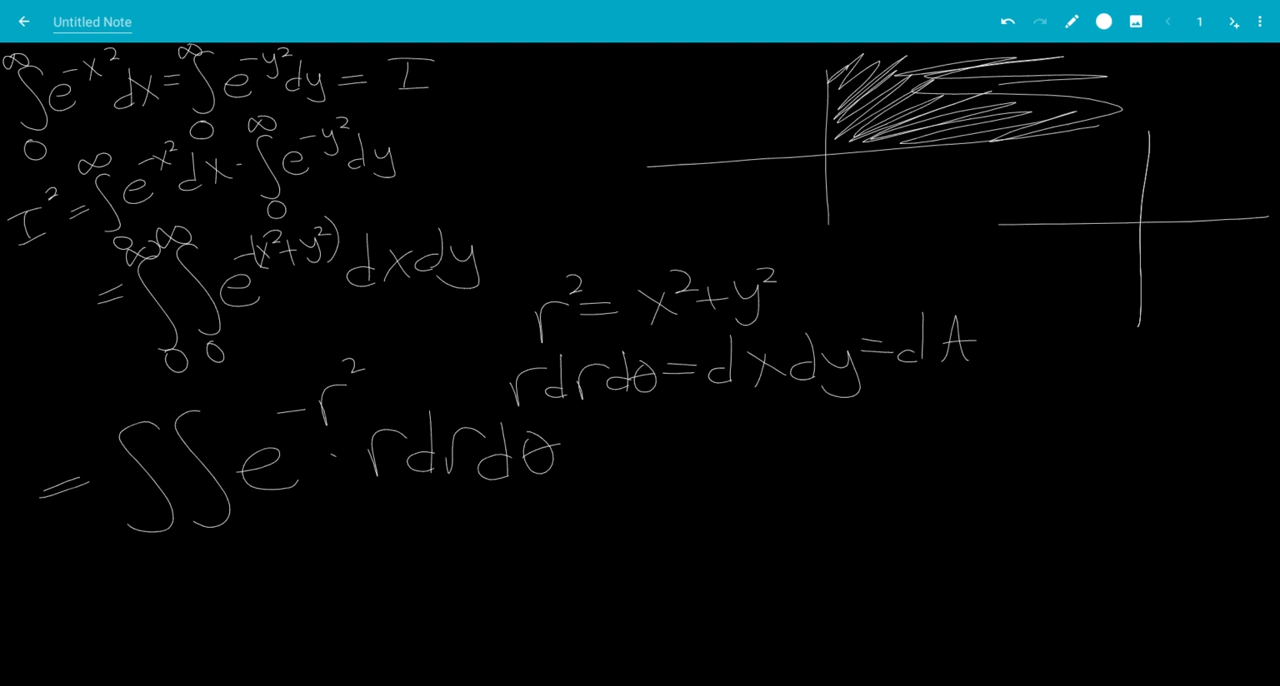 Untitled Note
1
∫₀^∞ e^(-x²) dx = ∫₀^∞ e^(-y²) dy = I
I² = ∫₀^∞ e^(-x²) dx · ∫₀^∞ e^(-y²) dy
= ∫₀^∞ ∫₀^∞ e^(-(x²+y²)) dxdy
r² = x²+y²
rdrdθ = dxdy = dA
= ∫∫ e^(-r²) · rdrdθ